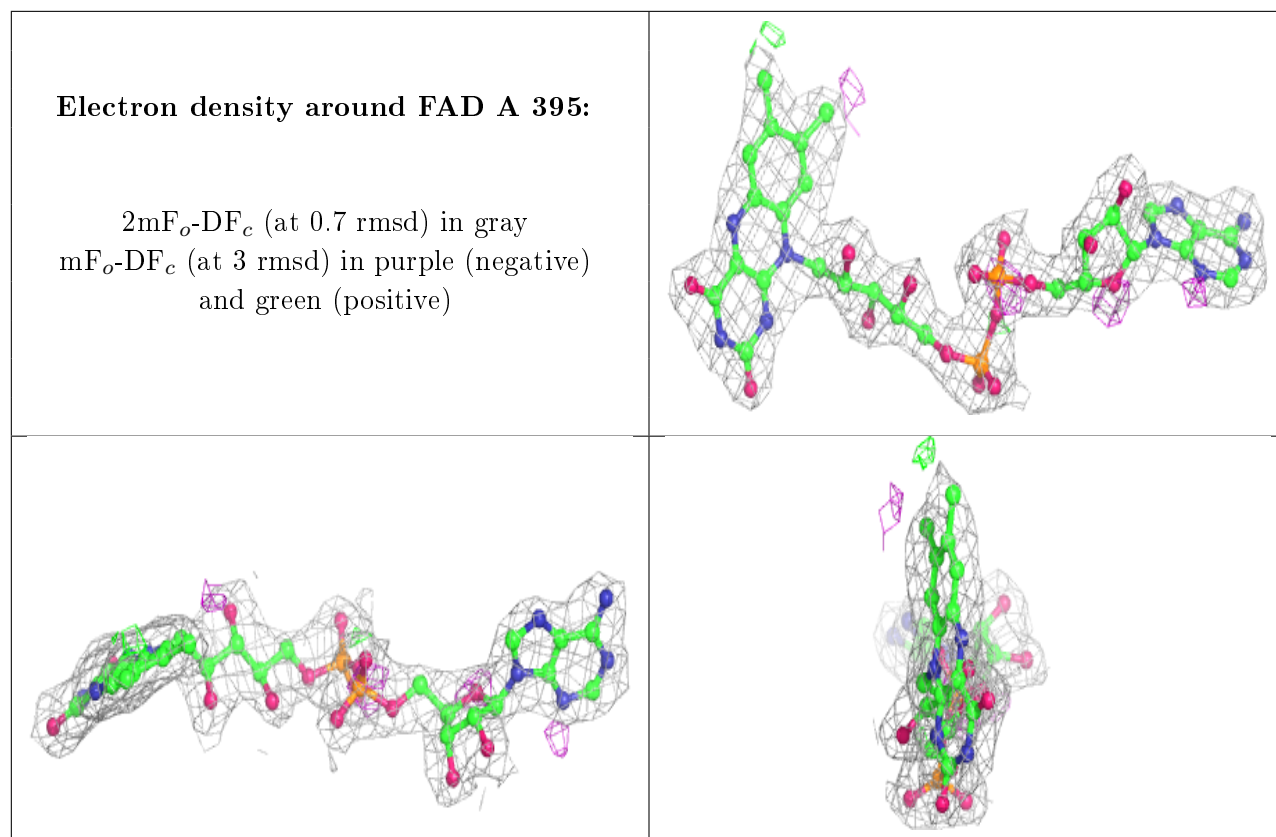 Electron density around FAD A 395:
2mFₒ-DF𝒸 (at 0.7 rmsd) in gray
mFₒ-DF𝒸 (at 3 rmsd) in purple (negative)
and green (positive)